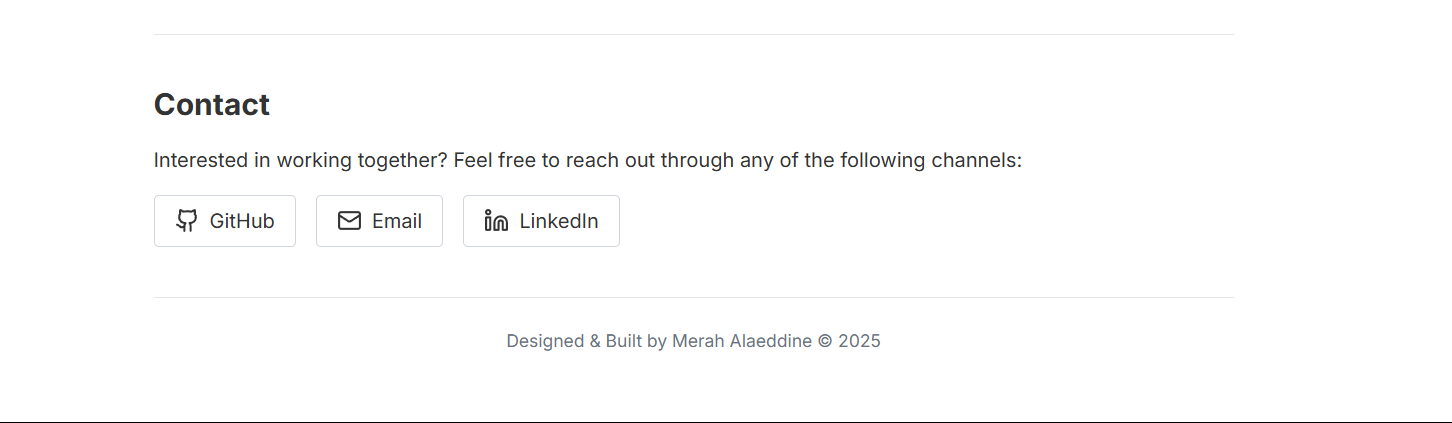 Contact
Interested in working together? Feel free to reach out through any of the following channels:
GitHub
Email
LinkedIn
Designed & Built by Merah Alaeddine © 2025